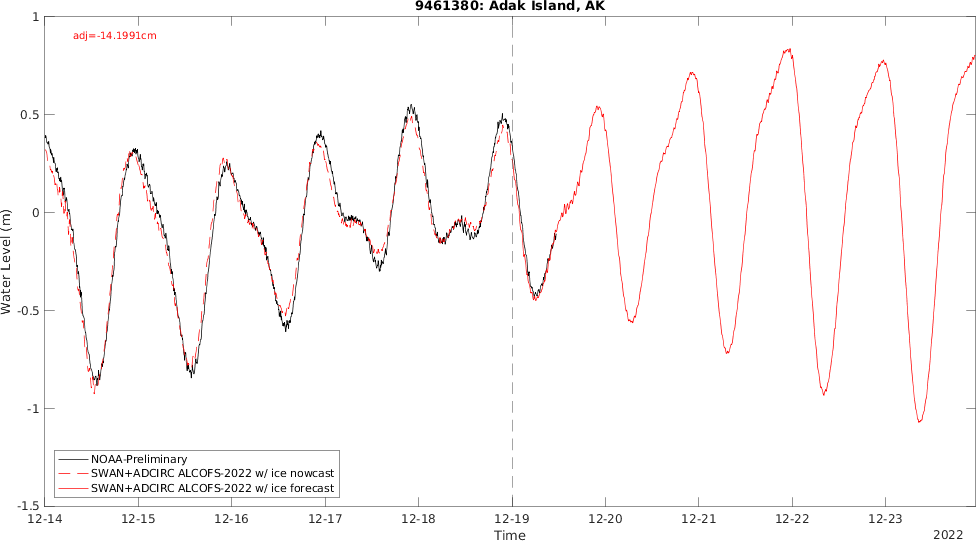 9461380: Adak Island, AK
adj=-14.1991cm
1
0.5
0
-0.5
-1
-1.5
Water Level (m)
NOAA-Preliminary
SWAN+ADCIRC ALCOFS-2022 w/ ice nowcast
SWAN+ADCIRC ALCOFS-2022 w/ ice forecast
12-14 12-15 12-16 12-17 12-18 12-19 12-20 12-21 12-22 12-23
Time
2022